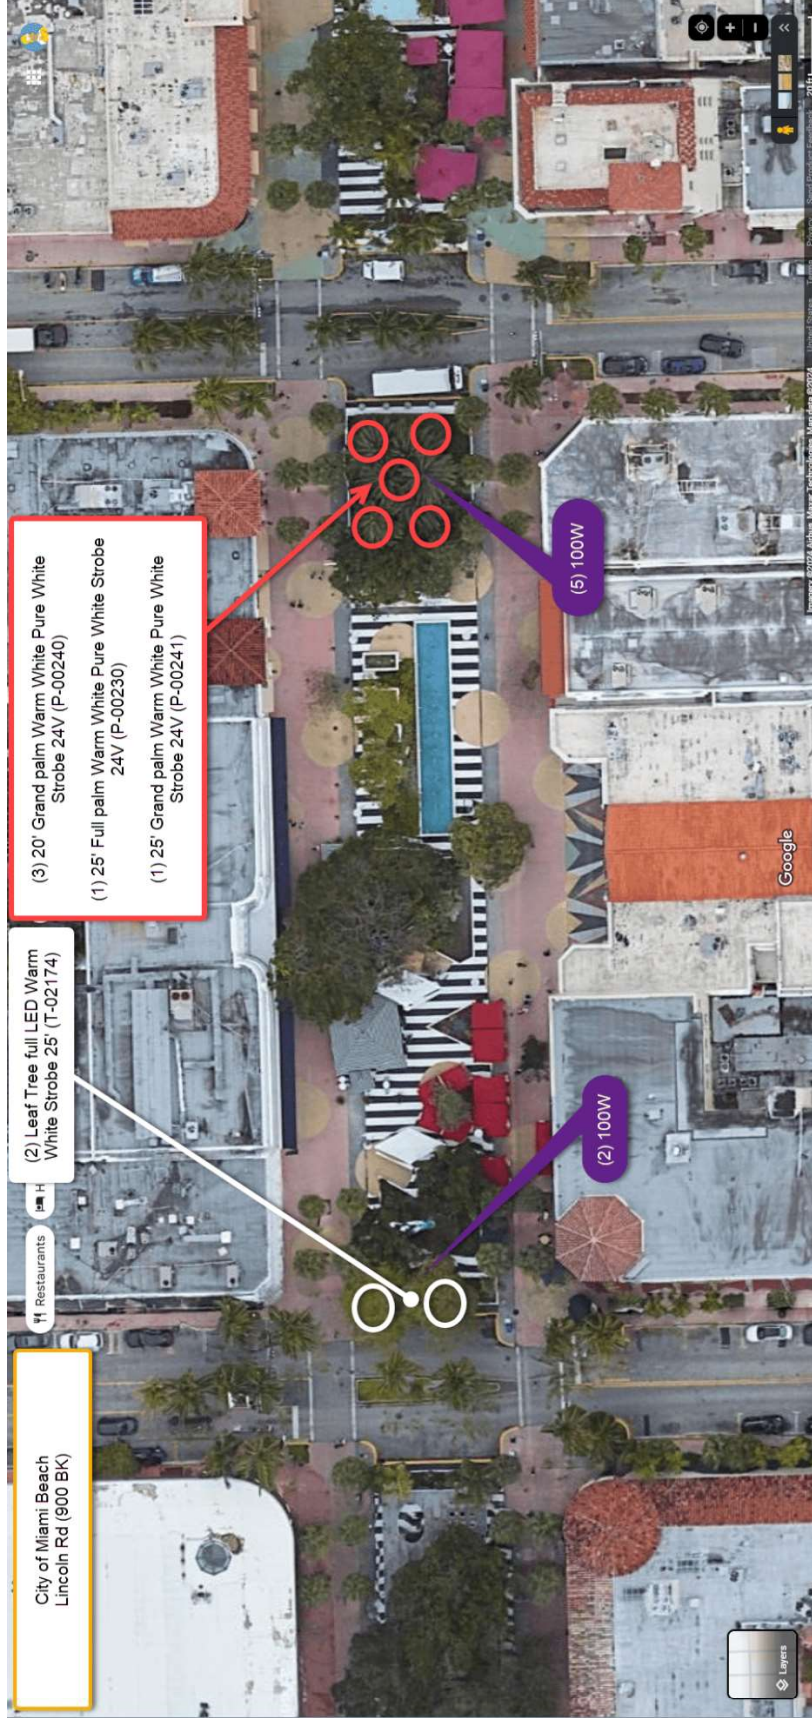 City of Miami Beach
Lincoln Rd (900 BK)
Restaurants
H
(2) Leaf Tree full LED Warm
White Strobe 25' (T-02174)
(3) 20' Grand palm Warm White Pure White
Strobe 24V (P-00240)
(1) 25' Full palm Warm White Pure White Strobe
24V (P-00230)
(1) 25' Grand palm Warm White Pure White
Strobe 24V (P-00241)
(2) 100W
(5) 100W
Layers
Google
20 ft